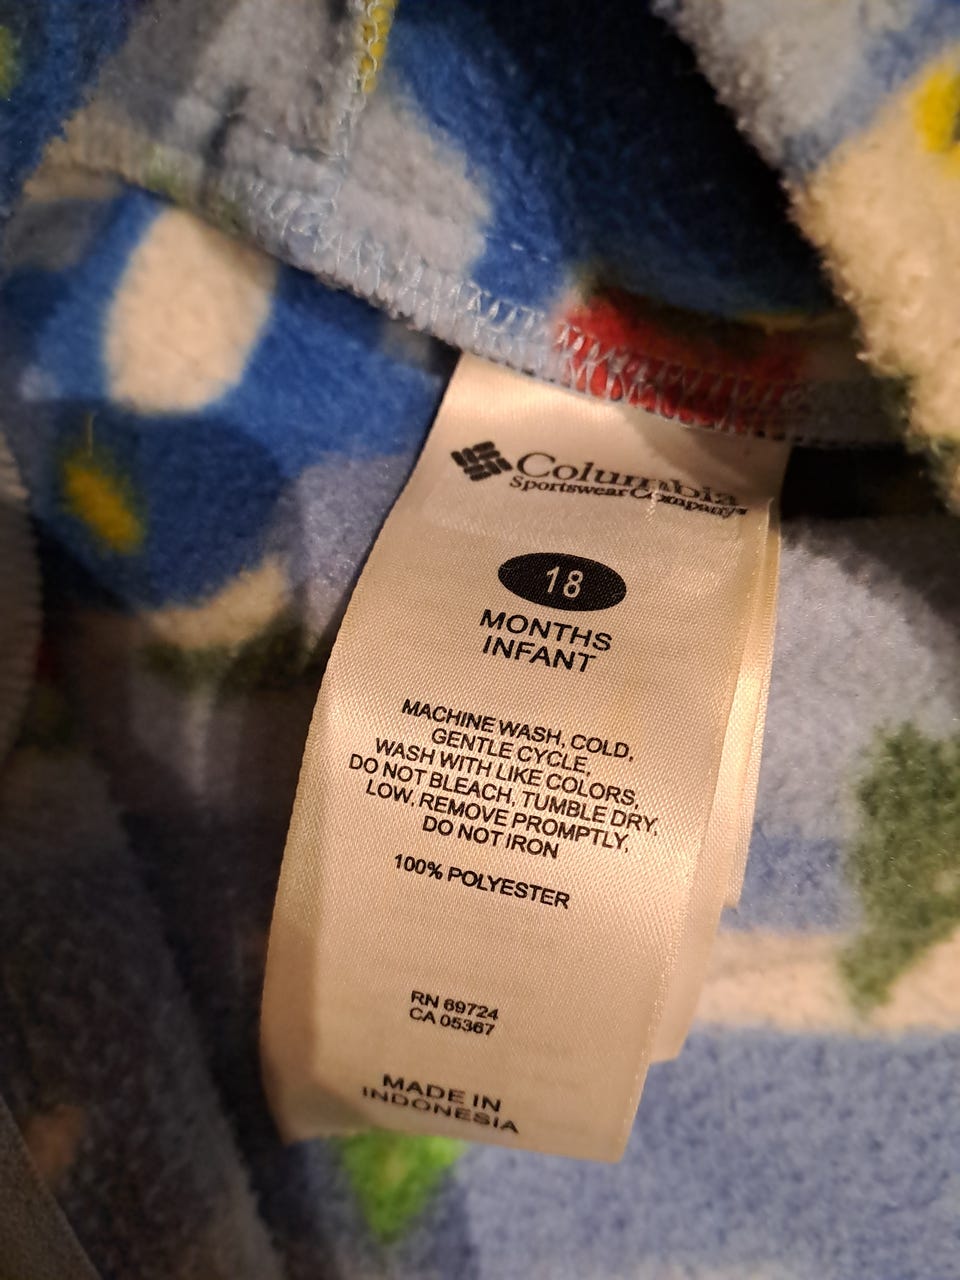 Columbia
Sportswear Company®
18
MONTHS
INFANT
MACHINE WASH, COLD,
GENTLE CYCLE,
WASH WITH LIKE COLORS,
DO NOT BLEACH, TUMBLE DRY,
LOW, REMOVE PROMPTLY,
DO NOT IRON
100% POLYESTER
RN 69724
CA 05367
MADE IN
INDONESIA